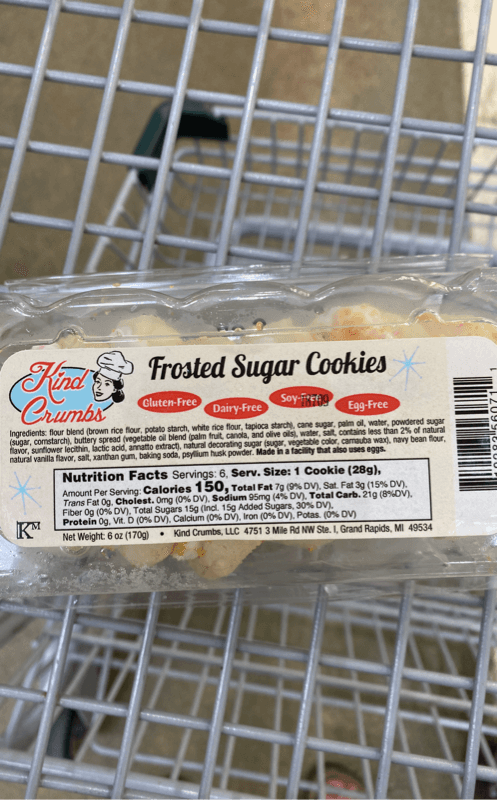 Kind
Crumbs
Frosted Sugar Cookies
Gluten-Free
Dairy-Free
Soy-Free
Egg-Free
Ingredients: flour blend (brown rice flour, potato starch, white rice flour, tapioca starch), cane sugar, palm oil, water, powdered sugar
(sugar, cornstarch), buttery spread (vegetable oil blend (palm fruit, canola, and olive oils), water, salt, contains less than 2% of natural
flavor, sunflower lecithin, lactic acid, annatto extract), natural decorating sugar (sugar, vegetable color, carnauba wax), navy bean flour,
natural vanilla flavor, salt, xanthan gum, baking soda, psyllium husk powder. Made in a facility that also uses eggs.
Nutrition Facts Servings: 6, Serv. Size: 1 Cookie (28g),
Amount Per Serving: Calories 150, Total Fat 7g (9% DV), Sat. Fat 3g (15% DV),
Trans Fat 0g, Cholest. 0mg (0% DV), Sodium 95mg (4% DV), Total Carb. 21g (8%DV),
Fiber 0g (0% DV), Total Sugars 15g (Incl. 15g Added Sugars, 30% DV),
Protein 0g, Vit. D (0% DV), Calcium (0% DV), Iron (0% DV), Potas. (0% DV)
KM
Net Weight: 6 oz (170g) • Kind Crumbs, LLC 4751 3 Mile Rd NW Ste. I, Grand Rapids, MI 49534